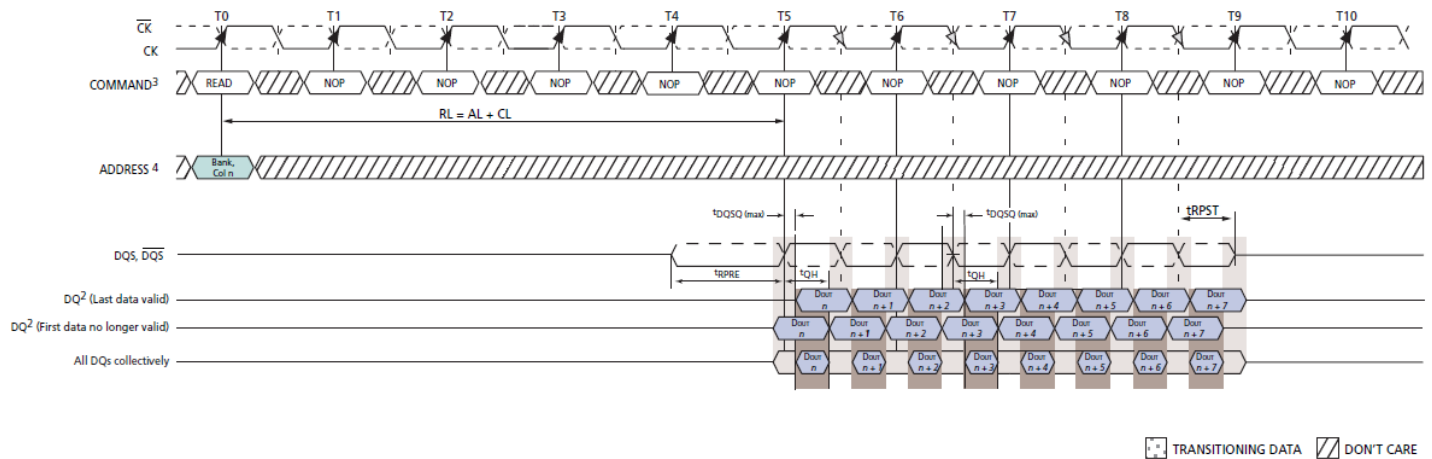 T0 T1 T2 T3 T4 T5 T6 T7 T8 T9 T10
CK
CK
COMMAND3 READ NOP NOP NOP NOP NOP NOP NOP NOP NOP NOP
RL = AL + CL
ADDRESS 4 Bank,
Col n
tDQSQ (max) tDQSQ (max) tRPST
DQS, DQS
tRPRE tQH tQH
DQ2 (Last data valid) DOUT n DOUT n + 1 DOUT n + 2 DOUT n + 3 DOUT n + 4 DOUT n + 5 DOUT n + 6 DOUT n + 7
DQ2 (First data no longer valid) DOUT n DOUT n + 1 DOUT n + 2 DOUT n + 3 DOUT n + 4 DOUT n + 5 DOUT n + 6 DOUT n + 7
All DQs collectively DOUT n DOUT n + 1 DOUT n + 2 DOUT n + 3 DOUT n + 4 DOUT n + 5 DOUT n + 6 DOUT n + 7
TRANSITIONING DATA DON'T CARE